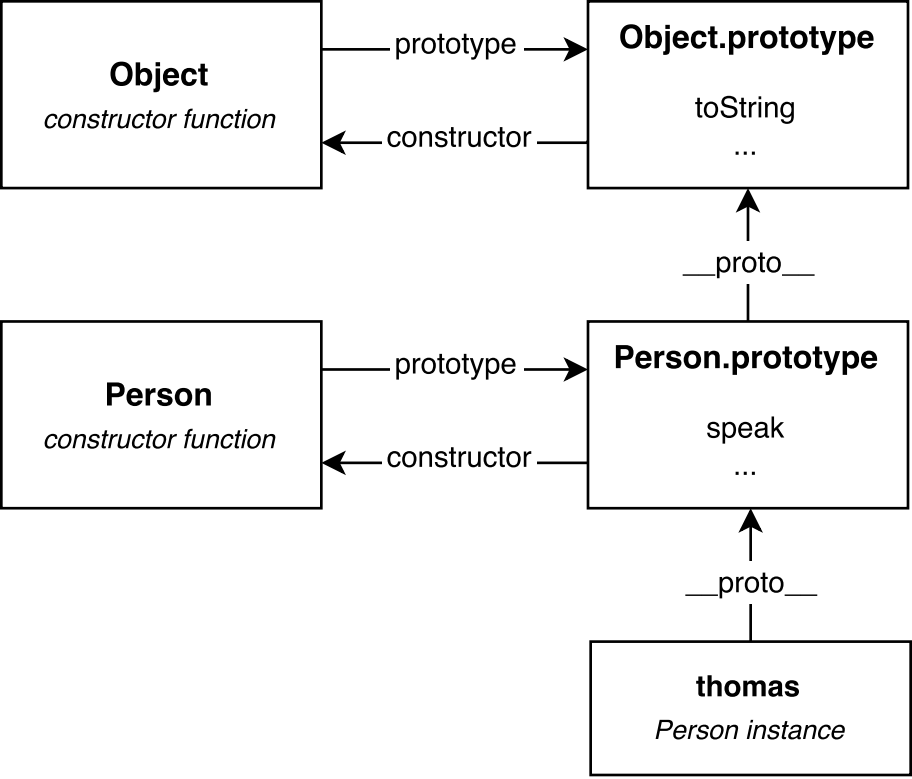 Object
constructor function
prototype
constructor
Object.prototype
toString
...
__proto__
Person
constructor function
prototype
constructor
Person.prototype
speak
...
__proto__
thomas
Person instance